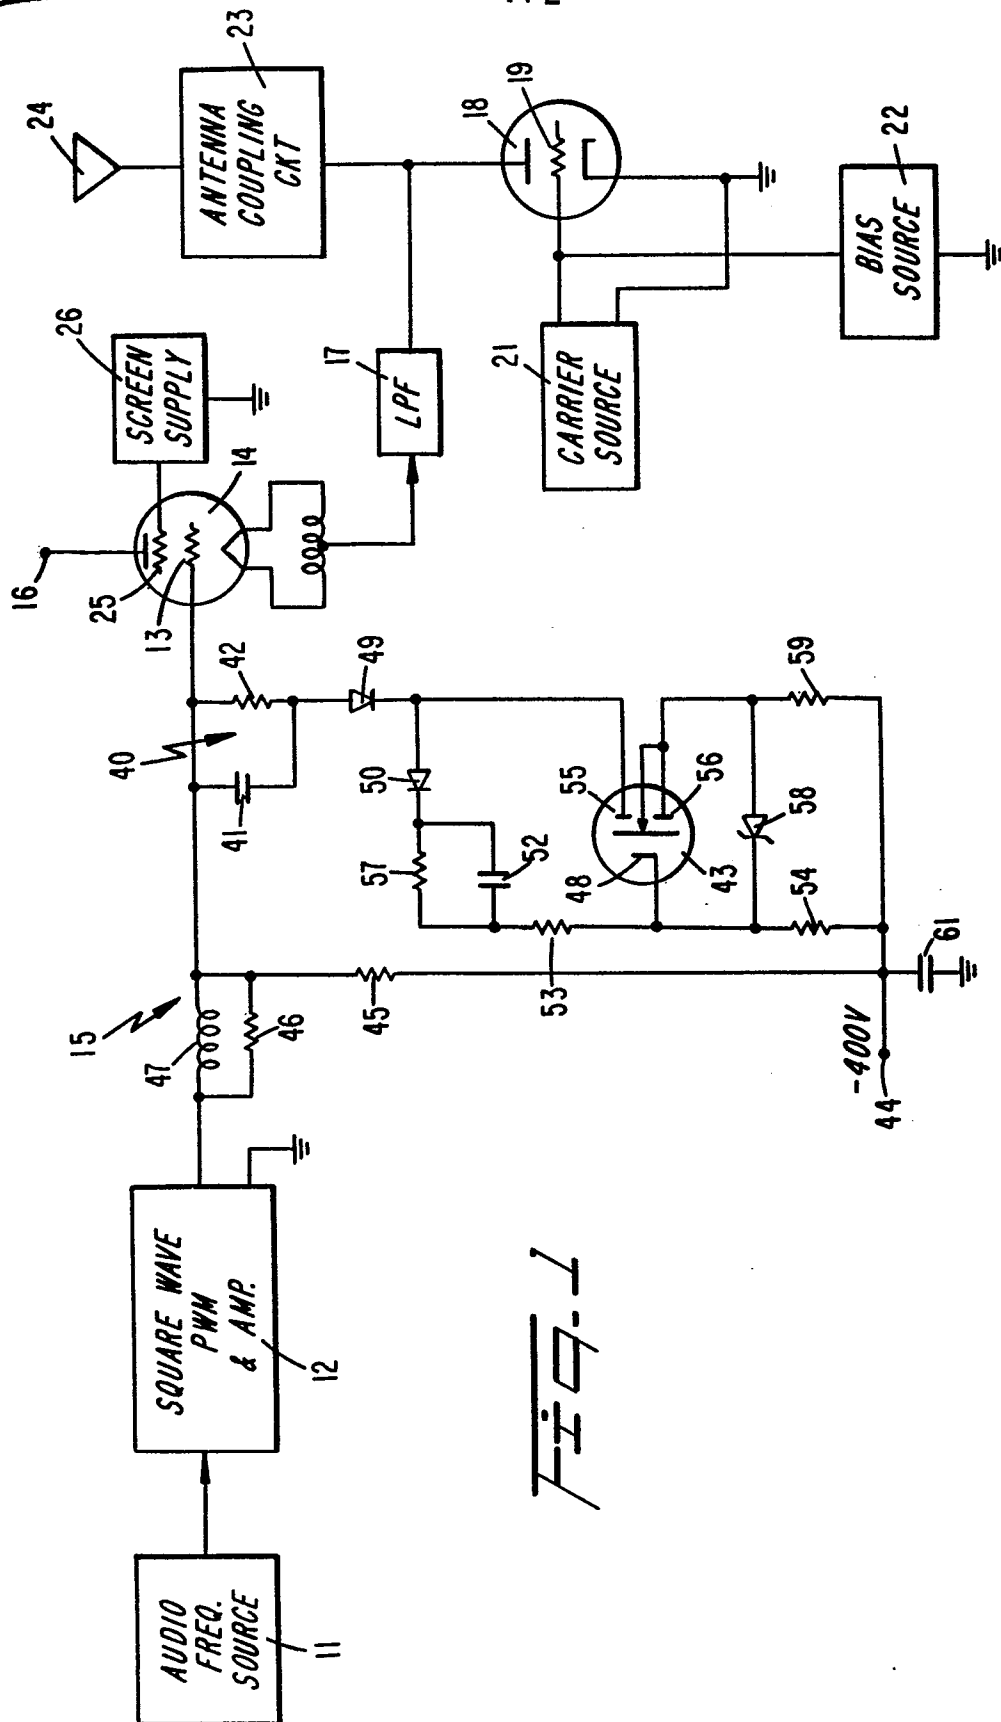 24
23
ANTENNA
COUPLING
CKT
18
19
22
BIAS
SOURCE
21
CARRIER
SOURCE
17
LPF
26
SCREEN
SUPPLY
14
16
25
13
42
49
40
41
50
55
56
59
57
52
48
43
58
54
53
61
15
47
46
45
-400V
44
SQUARE WAVE
PWM
& AMP.
12
AUDIO
FREQ.
SOURCE
11
Fig. 1